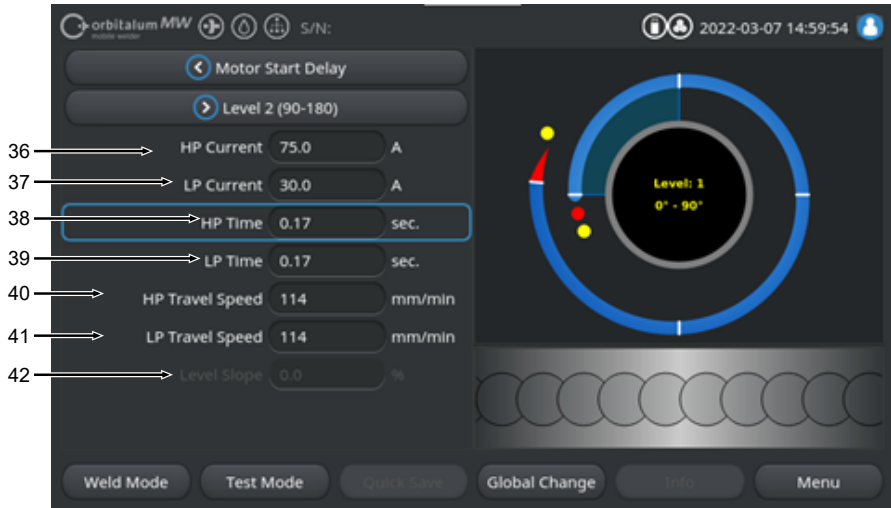 orbitalum MW S/N: 2022-03-07 14:59:54
mobile welder
Motor Start Delay
Level 2 (90-180)
36 HP Current 75.0 A
37 LP Current 30.0 A
38 HP Time 0.17 sec.
39 LP Time 0.17 sec.
40 HP Travel Speed 114 mm/min
41 LP Travel Speed 114 mm/min
42 Level Slope 0.0 %
Level: 1
0° - 90°
Weld Mode Test Mode Quick Save Global Change Info Menu